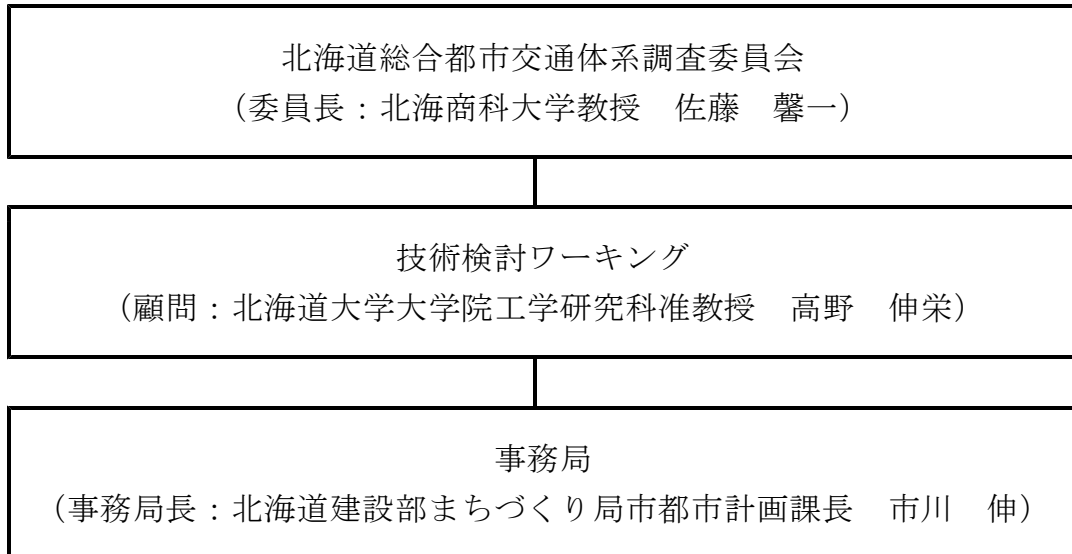 北海道総合都市交通体系調査委員会
（委員長：北海商科大学教授　佐藤　馨一）
技術検討ワーキング
（顧問：北海道大学大学院工学研究科准教授　高野　伸栄）
事務局
（事務局長：北海道建設部まちづくり局市都市計画課長　市川　伸）